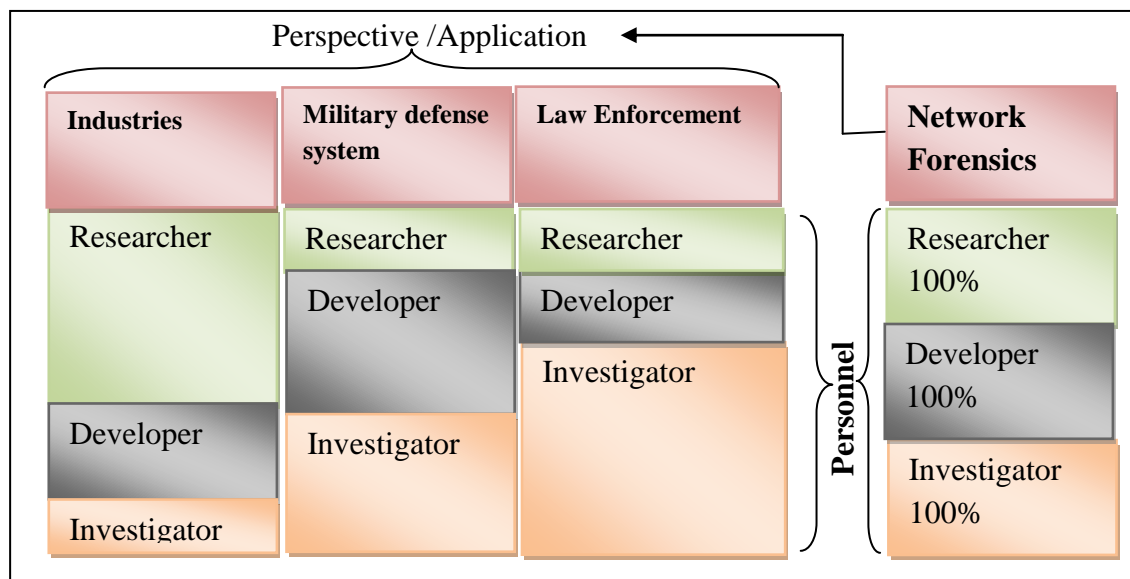 Perspective /Application
Industries
Military defense
system
Law Enforcement
Network
Forensics
Researcher
Developer
Investigator
Researcher
Developer
Investigator
Researcher
Developer
Investigator
Personnel
Researcher
100%
Developer
100%
Investigator
100%